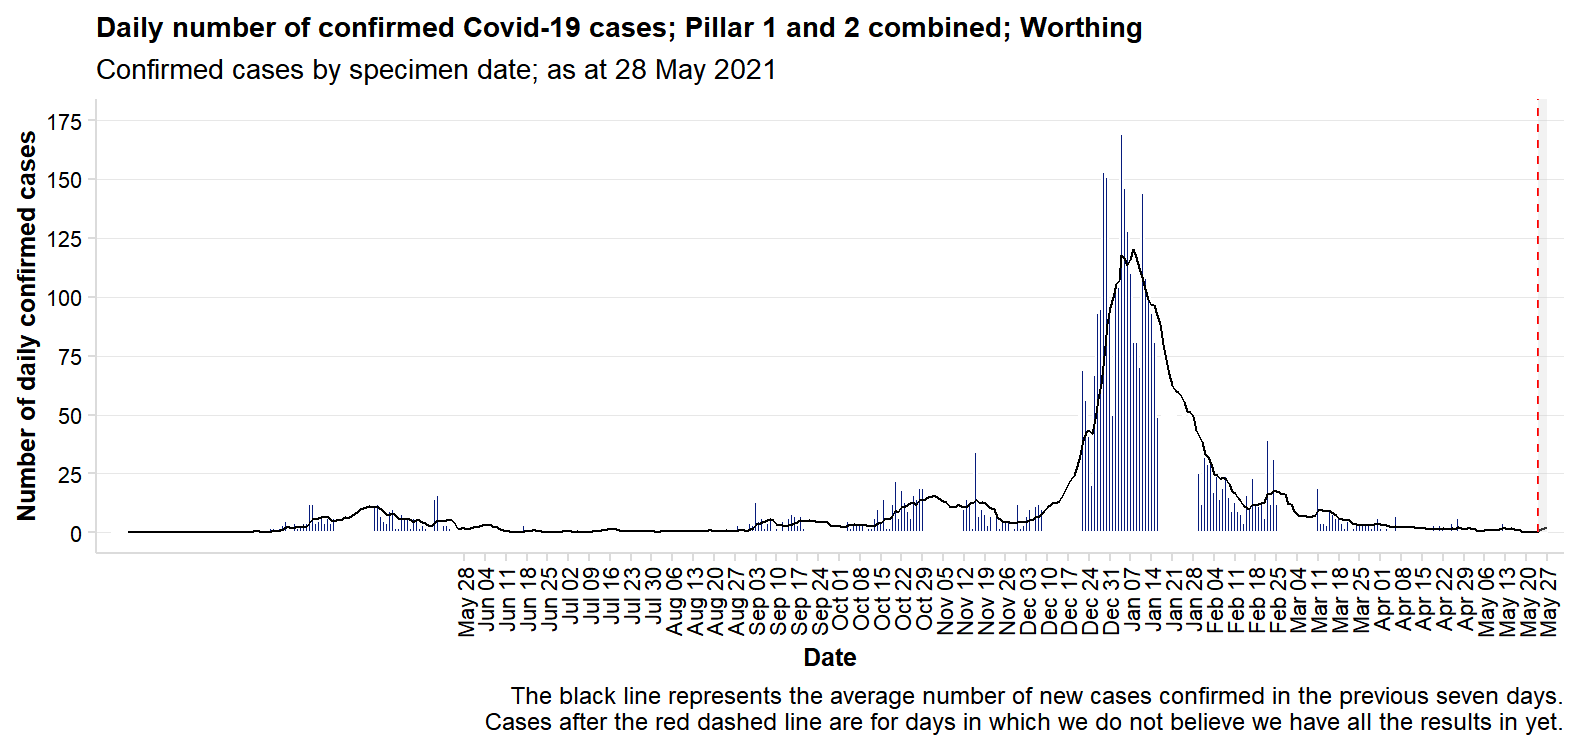 Daily number of confirmed Covid-19 cases; Pillar 1 and 2 combined; Worthing
Confirmed cases by specimen date; as at 28 May 2021
Number of daily confirmed cases
175
150
125
100
75
50
25
0
May 28
Jun 04
Jun 11
Jun 18
Jun 25
Jul 02
Jul 09
Jul 16
Jul 23
Jul 30
Aug 06
Aug 13
Aug 20
Aug 27
Sep 03
Sep 10
Sep 17
Sep 24
Oct 01
Oct 08
Oct 15
Oct 22
Oct 29
Nov 05
Nov 12
Nov 19
Nov 26
Dec 03
Dec 10
Dec 17
Dec 24
Dec 31
Jan 07
Jan 14
Jan 21
Jan 28
Feb 04
Feb 11
Feb 18
Feb 25
Mar 04
Mar 11
Mar 18
Mar 25
Apr 01
Apr 08
Apr 15
Apr 22
Apr 29
May 06
May 13
May 20
May 27
Date
The black line represents the average number of new cases confirmed in the previous seven days.
Cases after the red dashed line are for days in which we do not believe we have all the results in yet.